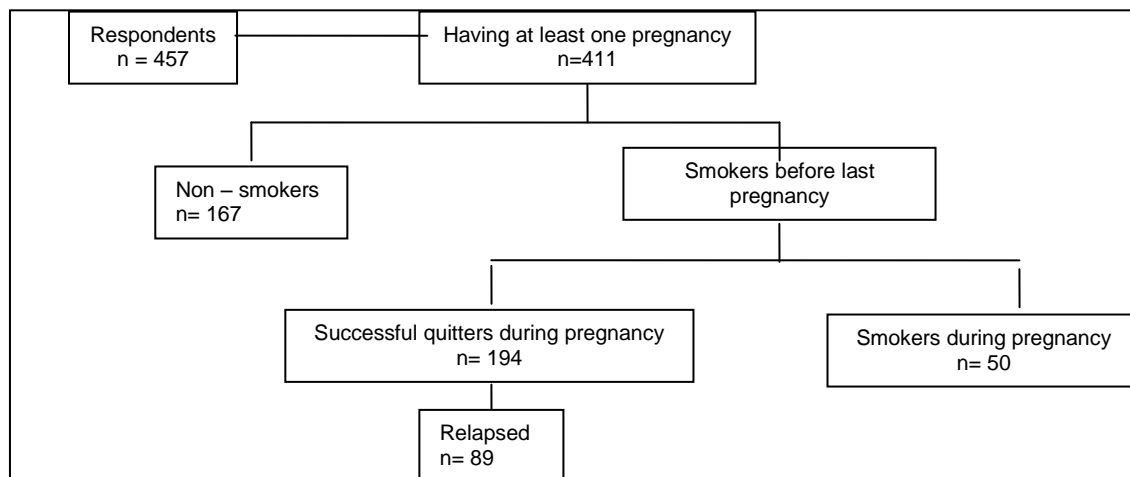 Respondents
n = 457
Having at least one pregnancy
n=411
Non – smokers
n= 167
Smokers before last
pregnancy
Successful quitters during pregnancy
n= 194
Smokers during pregnancy
n= 50
Relapsed
n= 89